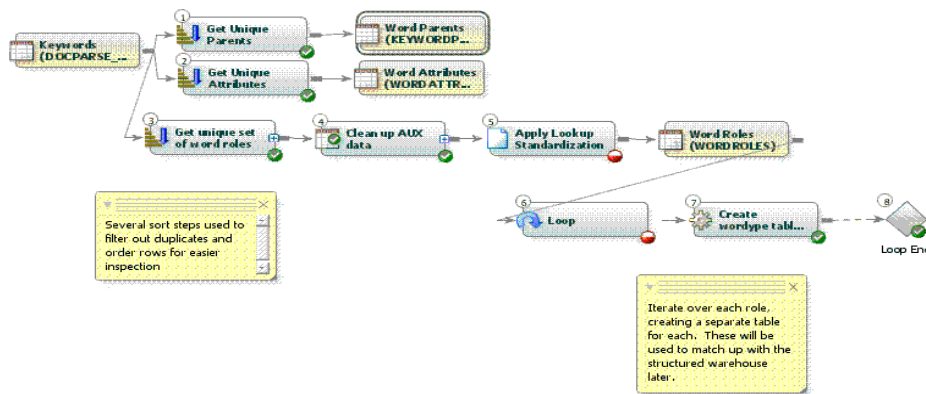 1
Get Unique
Parents
Word Parents
(KEYWORDP...
Keywords
(DOCPARSE_...
2
Get Unique
Attributes
Word Attributes
(WORDATTR...
3
Get unique set
of word roles
4
Clean up AUX
data
5
Apply Lookup
Standardization
Word Roles
(WORDROLES)
Several sort steps used to
filter out duplicates and
order rows for easier
inspection
6
Loop
7
Create
wordype tabl...
8
Loop End
Iterate over each role,
creating a separate table
for each. These will be
used to match up with the
structured warehouse
later.